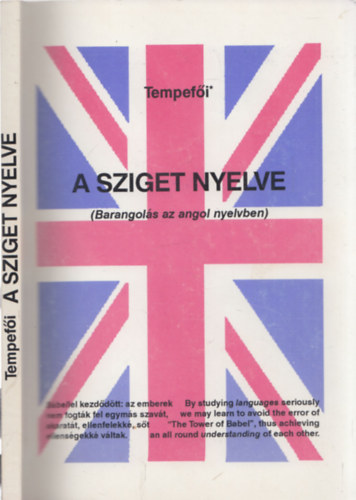 Tempefői A SZIGET NYELVE
Tempefői*
A SZIGET NYELVE
(Barangolás az angol nyelvben)
kezdődött: az emberek
nem fogták fel egymás szavát,
ellenfelekké, sőt
ellenségekké váltak.
By studying languages seriously
we may learn to avoid the error of
"The Tower of Babel", thus achieving
an all round understanding of each other.